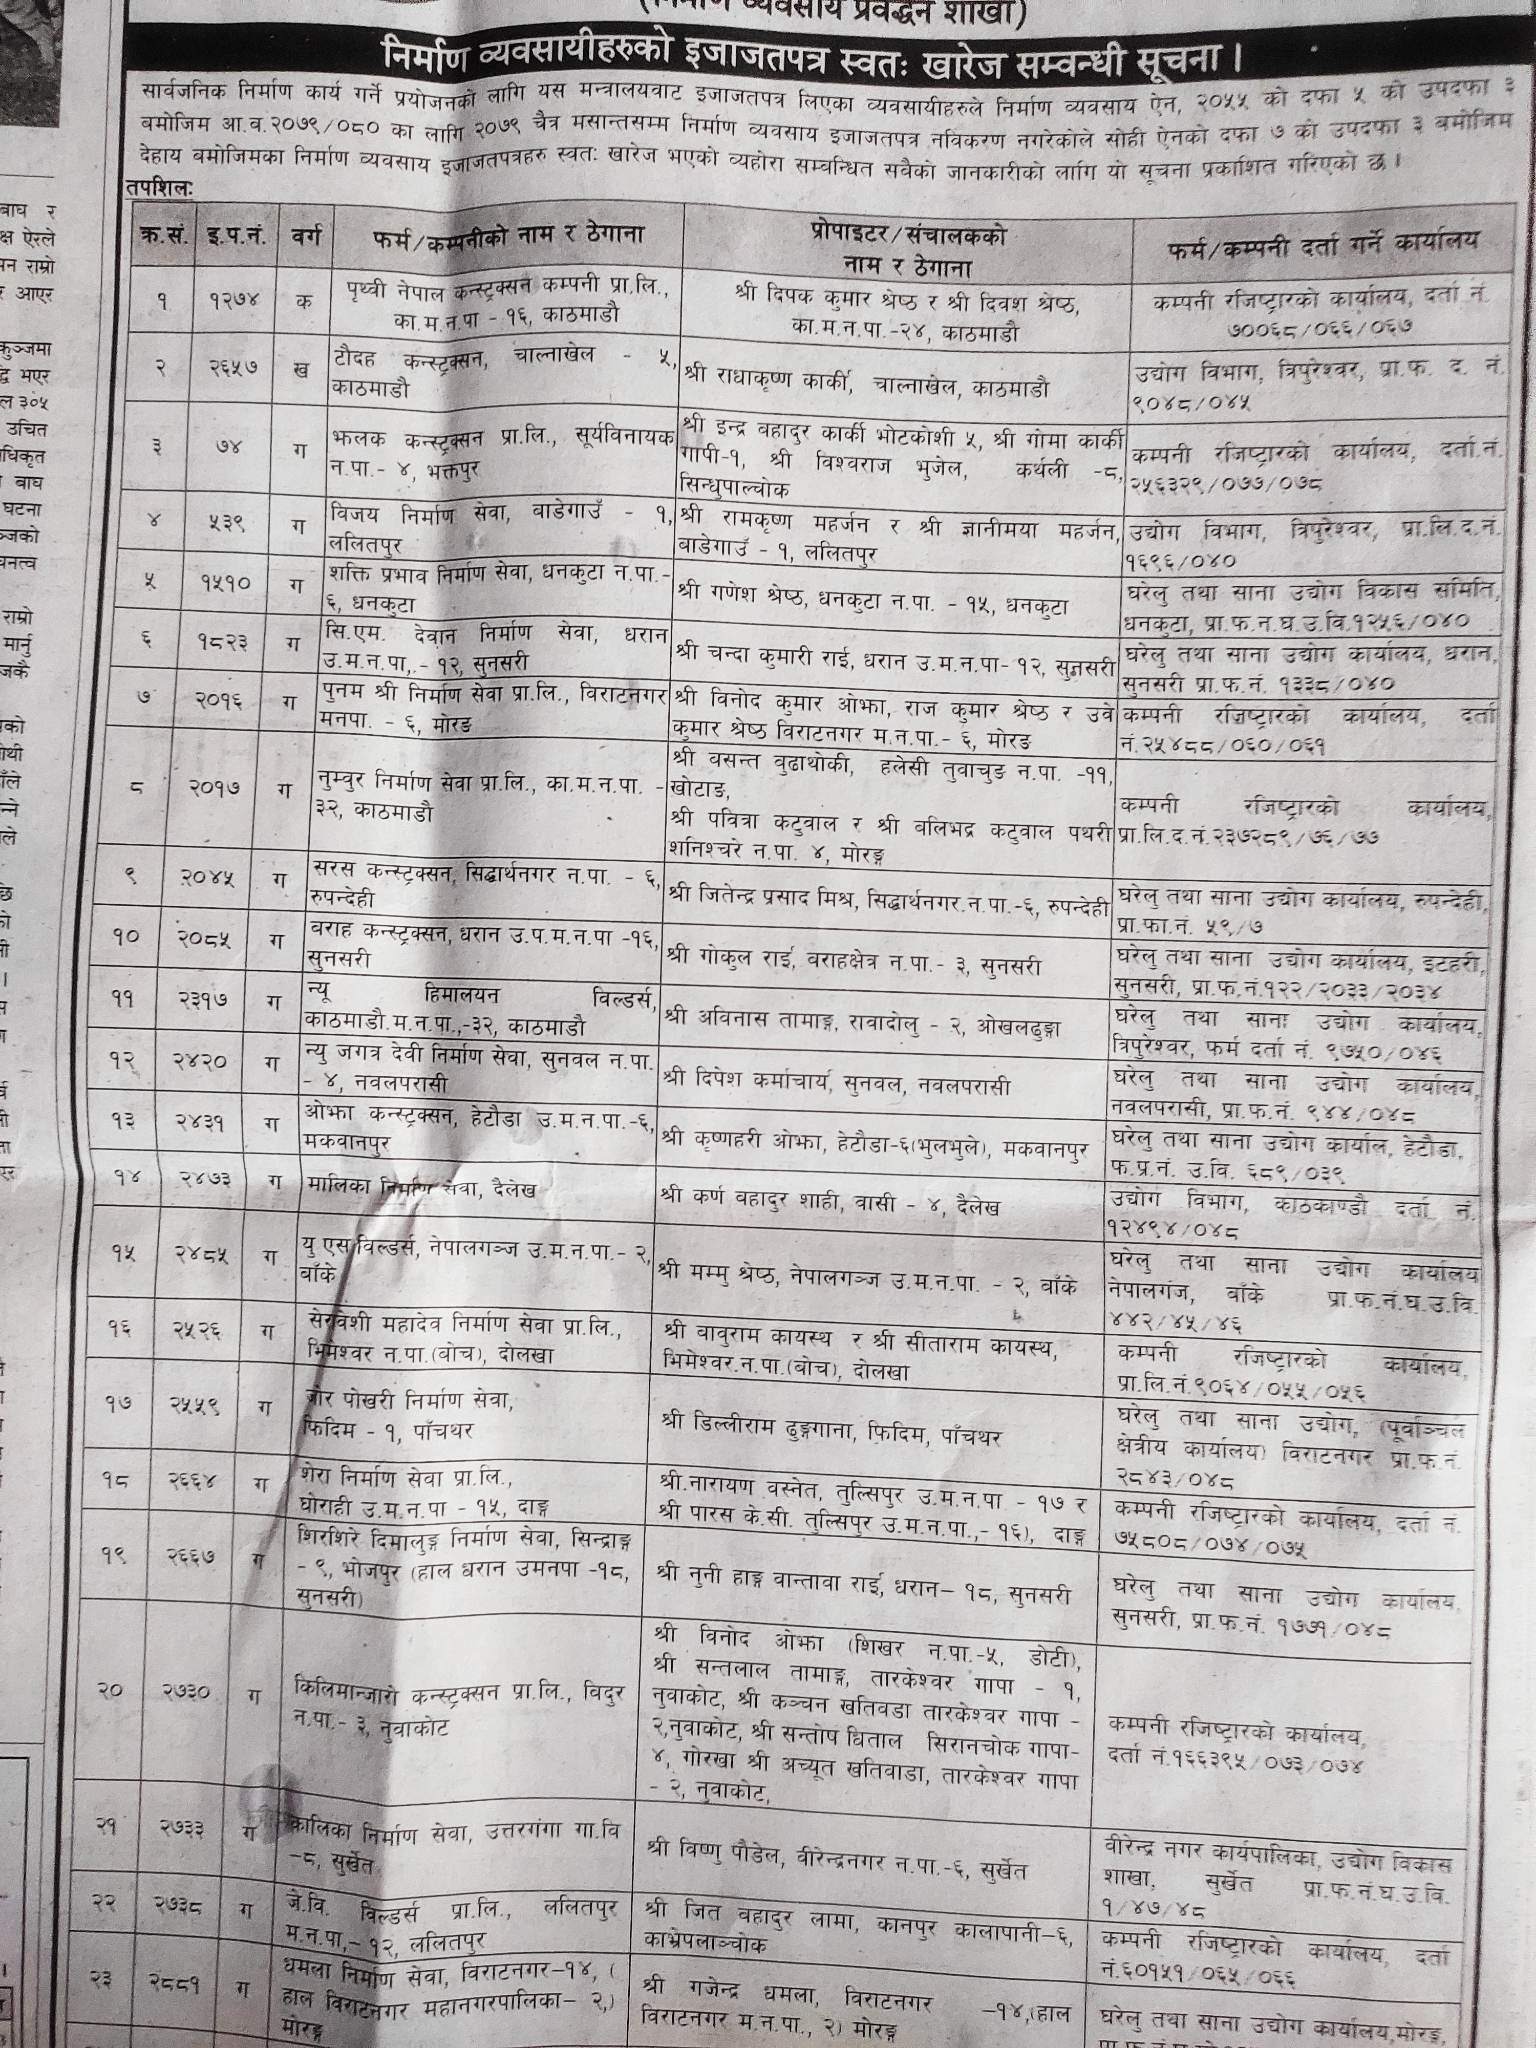 (निर्माण व्यवसाय प्रवर्द्धन शाखा)
निर्माण व्यवसायीहरुको इजाजतपत्र स्वतः खारेज सम्वन्धी सूचना ।
सार्वजनिक निर्माण कार्य गर्ने प्रयोजनको लागि यस मन्त्रालयवाट इजाजतपत्र लिएका व्यवसायीहरुले निर्माण व्यवसाय ऐन, २०५५ को दफा ५ को उपदफा ३
बमोजिम आ.व.२०७९/०८० का लागि २०७९ चैत्र मसान्तसम्म निर्माण व्यवसाय इजाजतपत्र नविकरण नगरेकोले सोही ऐनको दफा ७ को उपदफा ३ बमोजिम
देहाय बमोजिमका निर्माण व्यवसाय इजाजतपत्रहरु स्वतः खारेज भएको व्यहोरा सम्वन्धित सवैको जानकारीको लागि यो सूचना प्रकाशित गरिएको छ ।
तपशिलः
क्र.सं. इ.प.नं. वर्ग फर्म/कम्पनीको नाम र ठेगाना प्रोपाइटर/संचालकको
नाम र ठेगाना फर्म/कम्पनी दर्ता गर्ने कार्यालय
१ १२७४ क पृथ्वी नेपाल कन्स्ट्रक्सन कम्पनी प्रा.लि.,
का.म.न.पा - १६, काठमाडौ
श्री दिपक कुमार श्रेष्ठ र श्री दिवश श्रेष्ठ,
का.म.न.पा.-२४, काठमाडौ
कम्पनी रजिष्ट्रारको कार्यालय, दर्ता नं.
७००६८/०६६/०६७
२ २६५७ ख टौदह कन्स्ट्रक्सन, चाल्नाखेल - ५,
काठमाडौ
श्री राधाकृष्ण कार्की, चाल्नाखेल, काठमाडौ
उद्योग विभाग, त्रिपुरेश्वर, प्रा.फ. द. नं.
९०४८/०४५
३ ७४ ग झलक कन्स्ट्रक्सन प्रा.लि., सूर्यविनायक
न.पा.- ४, भक्तपुर
श्री इन्द्र वहादुर कार्की भोटकोशी ५, श्री गोमा कार्की
गापी-१, श्री विश्वराज भुजेल, कर्थली -८,
सिन्धुपाल्चोक
कम्पनी रजिष्ट्रारको कार्यालय, दर्ता.नं.
२५६३२९/०७७/०७८
४ ५३९ ग विजय निर्माण सेवा, वाडेगाउँ - १,
ललितपुर
श्री रामकृष्ण महर्जन र श्री ज्ञानीमया महर्जन,
वाडेगाउँ - १, ललितपुर
उद्योग विभाग, त्रिपुरेश्वर, प्रा.लि.द.नं.
१६९६/०४०
५ १५१० ग शक्ति प्रभाव निर्माण सेवा, धनकुटा न.पा.-
६, धनकुटा
श्री गणेश श्रेष्ठ, धनकुटा न.पा. - १५, धनकुटा
घरेलु तथा साना उद्योग विकास समिति,
धनकुटा, प्रा.फ.न.घ.उ.वि.१२५६/०४०
६ १८२३ ग सि.एम. देवान निर्माण सेवा, धरान
उ.म.न.पा,.- १२, सुनसरी
श्री चन्दा कुमारी राई, धरान उ.म.न.पा- १२, सुनसरी
घरेलु तथा साना उद्योग कार्यालय, धरान,
सुनसरी प्रा.फ.नं. १३३८/०४०
७ २०१६ ग पुनम श्री निर्माण सेवा प्रा.लि., विराटनगर
मनपा. - ६, मोरङ
श्री विनोद कुमार ओझा, राज कुमार श्रेष्ठ र उवे
कुमार श्रेष्ठ विराटनगर म.न.पा.- ६, मोरङ
कम्पनी रजिष्ट्रारको कार्यालय, दर्ता
नं.२५४८८/०६०/०६१
८ २०१७ ग नुम्वुर निर्माण सेवा प्रा.लि., का.म.न.पा. -
३२, काठमाडौ
श्री वसन्त वुढाथोकी, हलेसी तुवाचुङ न.पा. -११,
खोटाङ,
श्री पवित्रा कटुवाल र श्री वलिभद्र कटुवाल पथरी
शनिश्चरे न.पा. ४, मोरङ्ग
कम्पनी रजिष्ट्रारको कार्यालय,
प्रा.लि.द.नं.२३७२८९/७६/७७
९ २०४५ ग सरस कन्स्ट्रक्सन, सिद्धार्थनगर न.पा. - ६,
रुपन्देही
श्री जितेन्द्र प्रसाद मिश्र, सिद्धार्थनगर.न.पा.-६, रुपन्देही
घरेलु तथा साना उद्योग कार्यालय, रुपन्देही,
प्रा.फा.नं. ५९/७
१० २०८५ ग वराह कन्स्ट्रक्सन, धरान उ.प.म.न.पा -१६,
सुनसरी
श्री गोकुल राई, वराहक्षेत्र न.पा.- ३, सुनसरी
घरेलु तथा साना उद्योग कार्यालय, इटहरी,
सुनसरी, प्रा.फ.नं.१२२/२०३३/२०३४
११ २३१७ ग न्यू हिमालयन विल्डर्स,
काठमाडौ.म.न.पा.,-३२, काठमाडौ
श्री अविनास तामाङ्ग, रावादोलु - २, ओखलढुङ्गा
घरेलु तथा साना उद्योग कार्यालय,
त्रिपुरेश्वर, फर्म दर्ता नं. ९७५०/०४६
१२ २४२० ग न्यु जगत्र देवी निर्माण सेवा, सुनवल न.पा.
- ४, नवलपरासी
श्री दिपेश कर्माचार्य, सुनवल, नवलपरासी
घरेलु तथा साना उद्योग कार्यालय,
नवलपरासी, प्रा.फ.नं. ९४४/०४८
१३ २४३१ ग ओझा कन्स्ट्रक्सन, हेटौडा उ.म.न.पा.-६,
मकवानपुर
श्री कृष्णहरी ओझा, हेटौडा-६(भुलभुले), मकवानपुर
घरेलु तथा साना उद्योग कार्याल, हेटौडा,
फ.प्र.नं. उ.वि. ६८९/०३९
१४ २४७३ ग मालिका निर्माण सेवा, दैलेख
श्री कर्ण वहादुर शाही, वासी - ४, दैलेख
उद्योग विभाग, काठकाण्डौ दर्ता नं.
१२४९४/०४८
१५ २४८५ ग यु एस विल्डर्स, नेपालगञ्ज उ.म.न.पा.- २,
वाँके
श्री मम्मु श्रेष्ठ, नेपालगञ्ज उ.म.न.पा. - २, वाँके
घरेलु तथा साना उद्योग कार्यालय
नेपालगंज, वाँके प्रा.फ.नं.घ.उ.वि.
४४२/४५/४६
१६ २५२६ ग सेरवेशी महादेव निर्माण सेवा प्रा.लि.,
भिमेश्वर न.पा.(वोच), दोलखा
श्री वावुराम कायस्थ र श्री सीताराम कायस्थ,
भिमेश्वर.न.पा.(वोच), दोलखा
कम्पनी रजिष्ट्रारको कार्यालय,
प्रा.लि.नं.९०६४/०५५/०५६
१७ २५५९ ग जोर पोखरी निर्माण सेवा,
फिदिम - १, पाँचथर
श्री डिल्लीराम ढुङ्गगाना, फिदिम, पाँचथर
घरेलु तथा साना उद्योग, (पूर्वाञ्चल
क्षेत्रीय कार्यालय) विराटनगर प्रा.फ.नं.
२८४३/०४८
१८ २६६४ ग शेरा निर्माण सेवा प्रा.लि.,
घोराही उ.म.न.पा - १५, दाङ्ग
श्री.नारायण वस्नेत, तुल्सिपुर उ.म.न.पा. - १७ र
श्री पारस के.सी. तुल्सिपुर उ.म.न.पा.,- १६), दाङ्ग
कम्पनी रजिष्ट्रारको कार्यालय, दर्ता नं.
७५८०८/०७४/०७५
१९ २६६७ ग शिरशिरे दिमालुङ्ग निर्माण सेवा, सिन्द्राङ्ग
- ९, भोजपुर (हाल धरान उमनपा -१८,
सुनसरी)
श्री नुनी हाङ्ग वान्तावा राई, धरान– १८, सुनसरी
घरेलु तथा साना उद्योग कार्यालय,
सुनसरी, प्रा.फ.नं. १७७१/०४८
२० २७३० ग किलिमान्जारो कन्स्ट्रक्सन प्रा.लि., विदुर
न.पा.- ३, नुवाकोट
श्री विनोद ओझा (शिखर न.पा.-५, डोटी),
श्री सन्तलाल तामाङ्ग, तारकेश्वर गापा - १,
नुवाकोट, श्री कञ्चन खतिवडा तारकेश्वर गापा -
२,नुवाकोट, श्री सन्तोष धिताल सिरानचोक गापा-
४, गोरखा श्री अच्यूत खतिवाडा, तारकेश्वर गापा
- २, नुवाकोट,
कम्पनी रजिष्ट्रारको कार्यालय,
दर्ता नं.१६६३९५/०७३/०७४
२१ २७३३ ग कालिका निर्माण सेवा, उत्तरगंगा गा.वि
-८, सुर्खेत
श्री विष्णु पौडेल, वीरेन्द्रनगर न.पा.-६, सुर्खेत
वीरेन्द्र नगर कार्यपालिका, उद्योग विकास
शाखा, सुर्खेत प्रा.फ.नं.घ.उ.वि.
१/४७/४८
२२ २७३८ ग जे.वि. विल्डर्स प्रा.लि., ललितपुर
म.न.पा,- १२, ललितपुर
श्री जित वहादुर लामा, कानपुर कालापानी-६,
काभ्रेपलाञ्चोक
कम्पनी रजिष्ट्रारको कार्यालय, दर्ता
नं.६०१५१/०६५/०६६
२३ २८८१ ग धमला निर्माण सेवा, विराटनगर–१४, (
हाल विराटनगर महानगरपालिका– २,)
मोरङ्ग
श्री गजेन्द्र धमला, विराटनगर –१४,(हाल
विराटनगर म.न.पा., २) मोरङ्ग
घरेलु तथा साना उद्योग कार्यालय,मोरङ्ग,